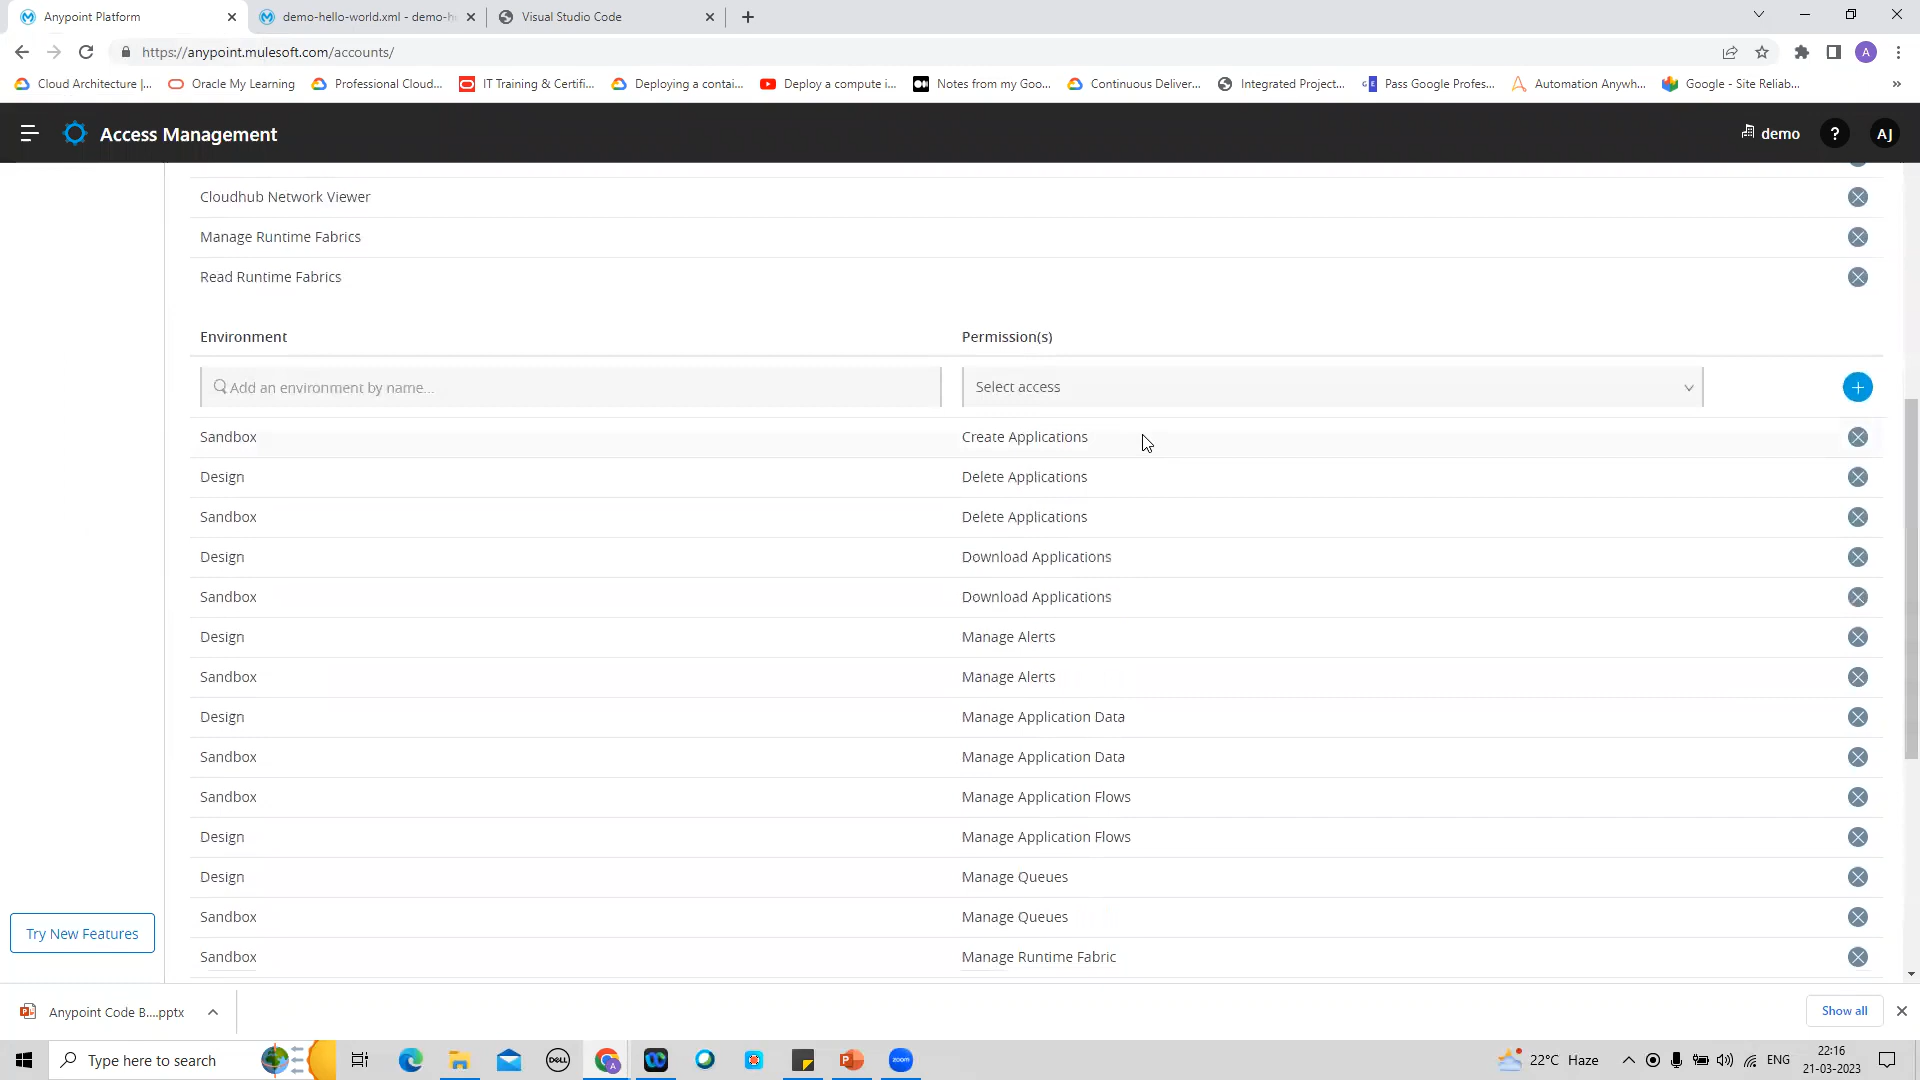 Anypoint Platform
demo-hello-world.xml - demo-he
Visual Studio Code
https://anypoint.mulesoft.com/accounts/
A
Cloud Architecture |...
Oracle My Learning
Professional Cloud...
IT Training & Certifi...
Deploying a contai...
Deploy a compute i...
Notes from my Goo...
Continuous Deliver...
Integrated Project...
Pass Google Profes...
Automation Anywh...
Google - Site Reliab...
»
Access Management
demo
?
AJ
Cloudhub Network Viewer
Manage Runtime Fabrics
Read Runtime Fabrics
Environment Permission(s)
Add an environment by name... Select access
Sandbox Create Applications
Design Delete Applications
Sandbox Delete Applications
Design Download Applications
Sandbox Download Applications
Design Manage Alerts
Sandbox Manage Alerts
Design Manage Application Data
Sandbox Manage Application Data
Sandbox Manage Application Flows
Design Manage Application Flows
Design Manage Queues
Sandbox Manage Queues
Sandbox Manage Runtime Fabric
Try New Features
Anypoint Code B....pptx
Show all
Type here to search
DELL
A
zoom
22°C Haze
ENG
22:16
21-03-2023